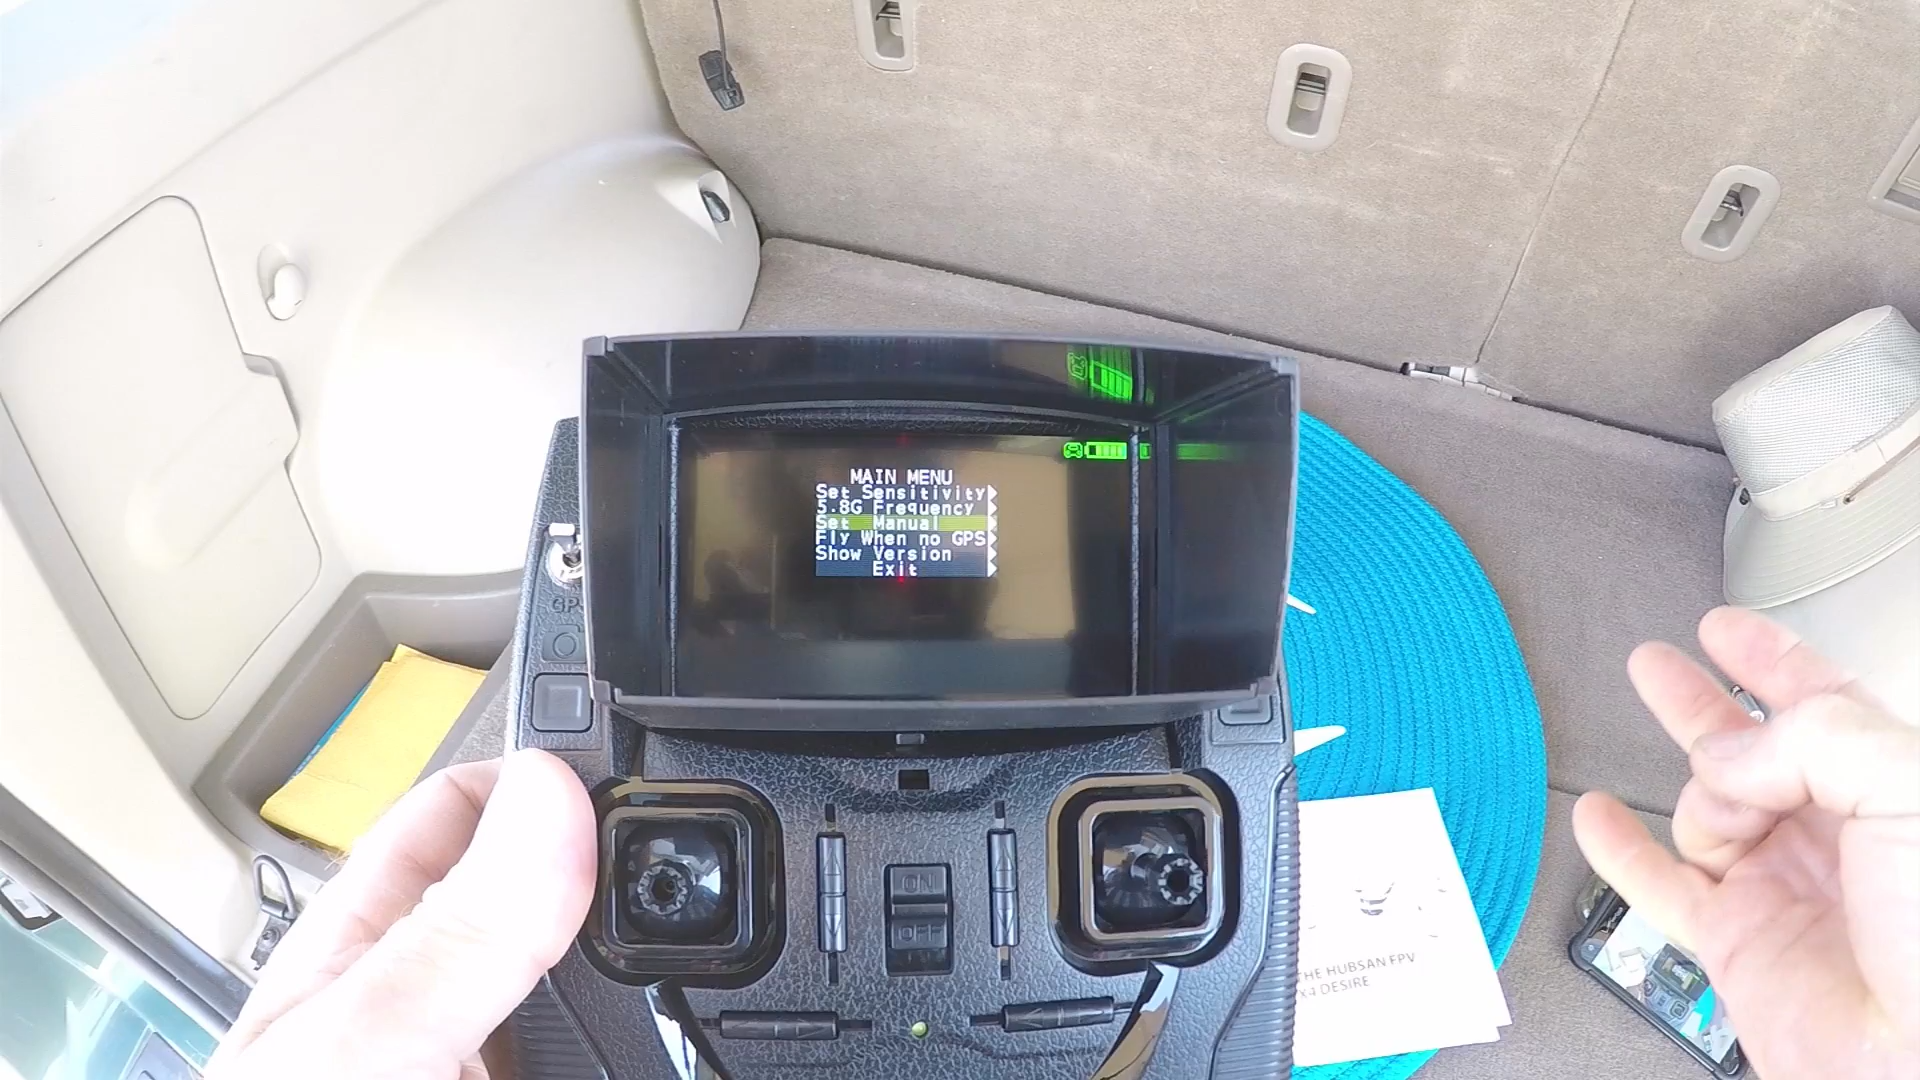 MAIN MENU
Set Sensitivity
5.8G Frequency
Set Manual
Fly When no GPS
Show Version
Exit
GPS
ON
OFF
THE HUBSAN FPV
X4 DESIRE